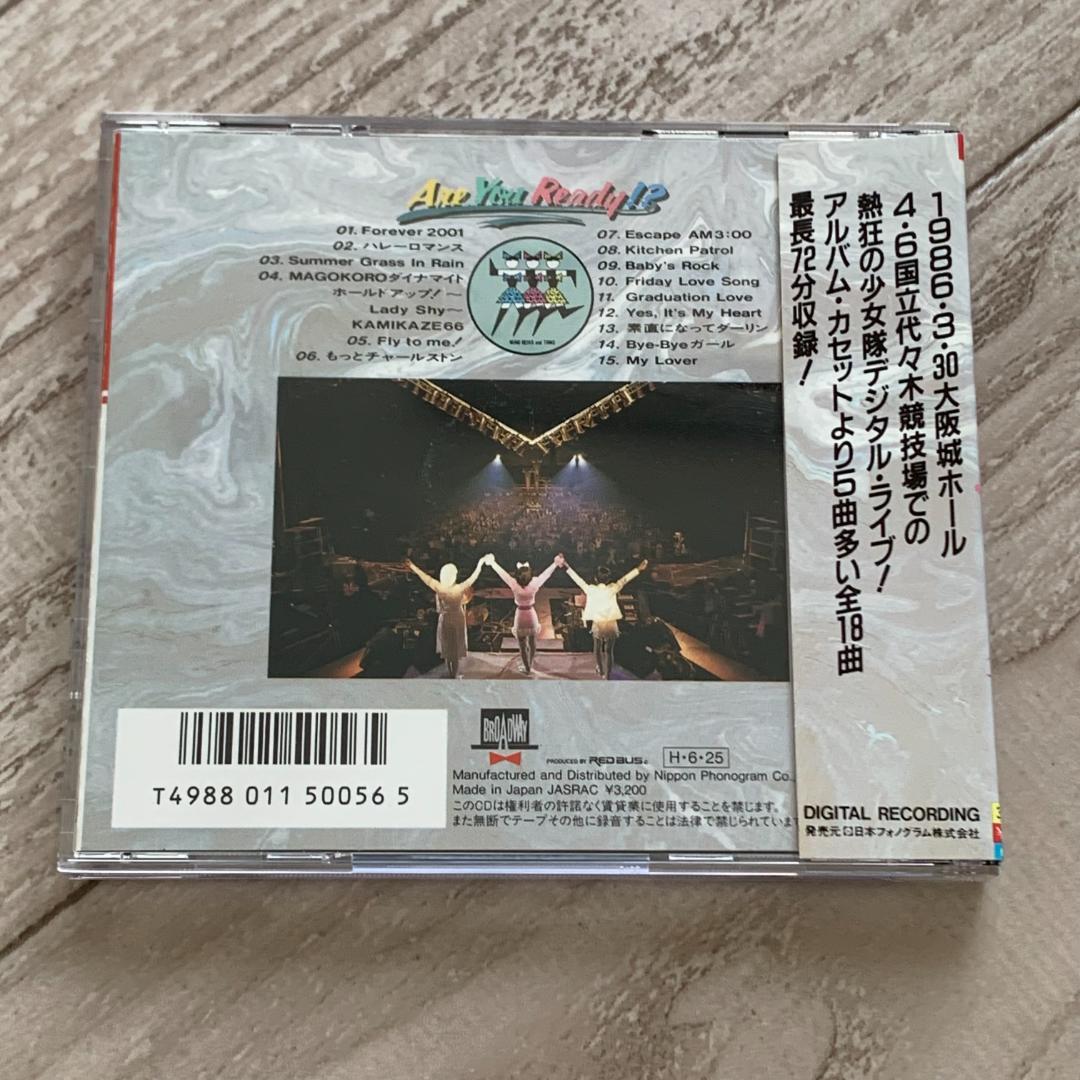 Are You Ready!?
01. Forever 2001
02. ハレーロマンス
03. Summer Grass In Rain
04. MAGOKOROダイナマイト
ホールドアップ!～
Lady Shy～
KAMIKAZE66
05. Fly to me!
06. もっとチャールストン
07. Escape AM3:00
08. Kitchen Patrol
09. Baby's Rock
10. Friday Love Song
11. Graduation Love
12. Yes, It's My Heart
13. 素直になってダーリン
14. Bye-Byeガール
15. My Lover
1986・3・30大阪城ホール
4・6国立代々木競技場での
熱狂の少女隊デジタル・ライブ!
アルバム・カセットより5曲多い全18曲
最長72分収録!
BROADWAY
PRODUCED BY REDBUS
H・6・25
Manufactured and Distributed by Nippon Phonogram Co.,
Made in Japan JASRAC ¥3,200
このCDは権利者の許諾なく賃貸業に使用することを禁じます。
また無断でテープその他に録音することは法律で禁じられています
T4988 011 50056 5
DIGITAL RECORDING
発売元 日本フォノグラム株式会社